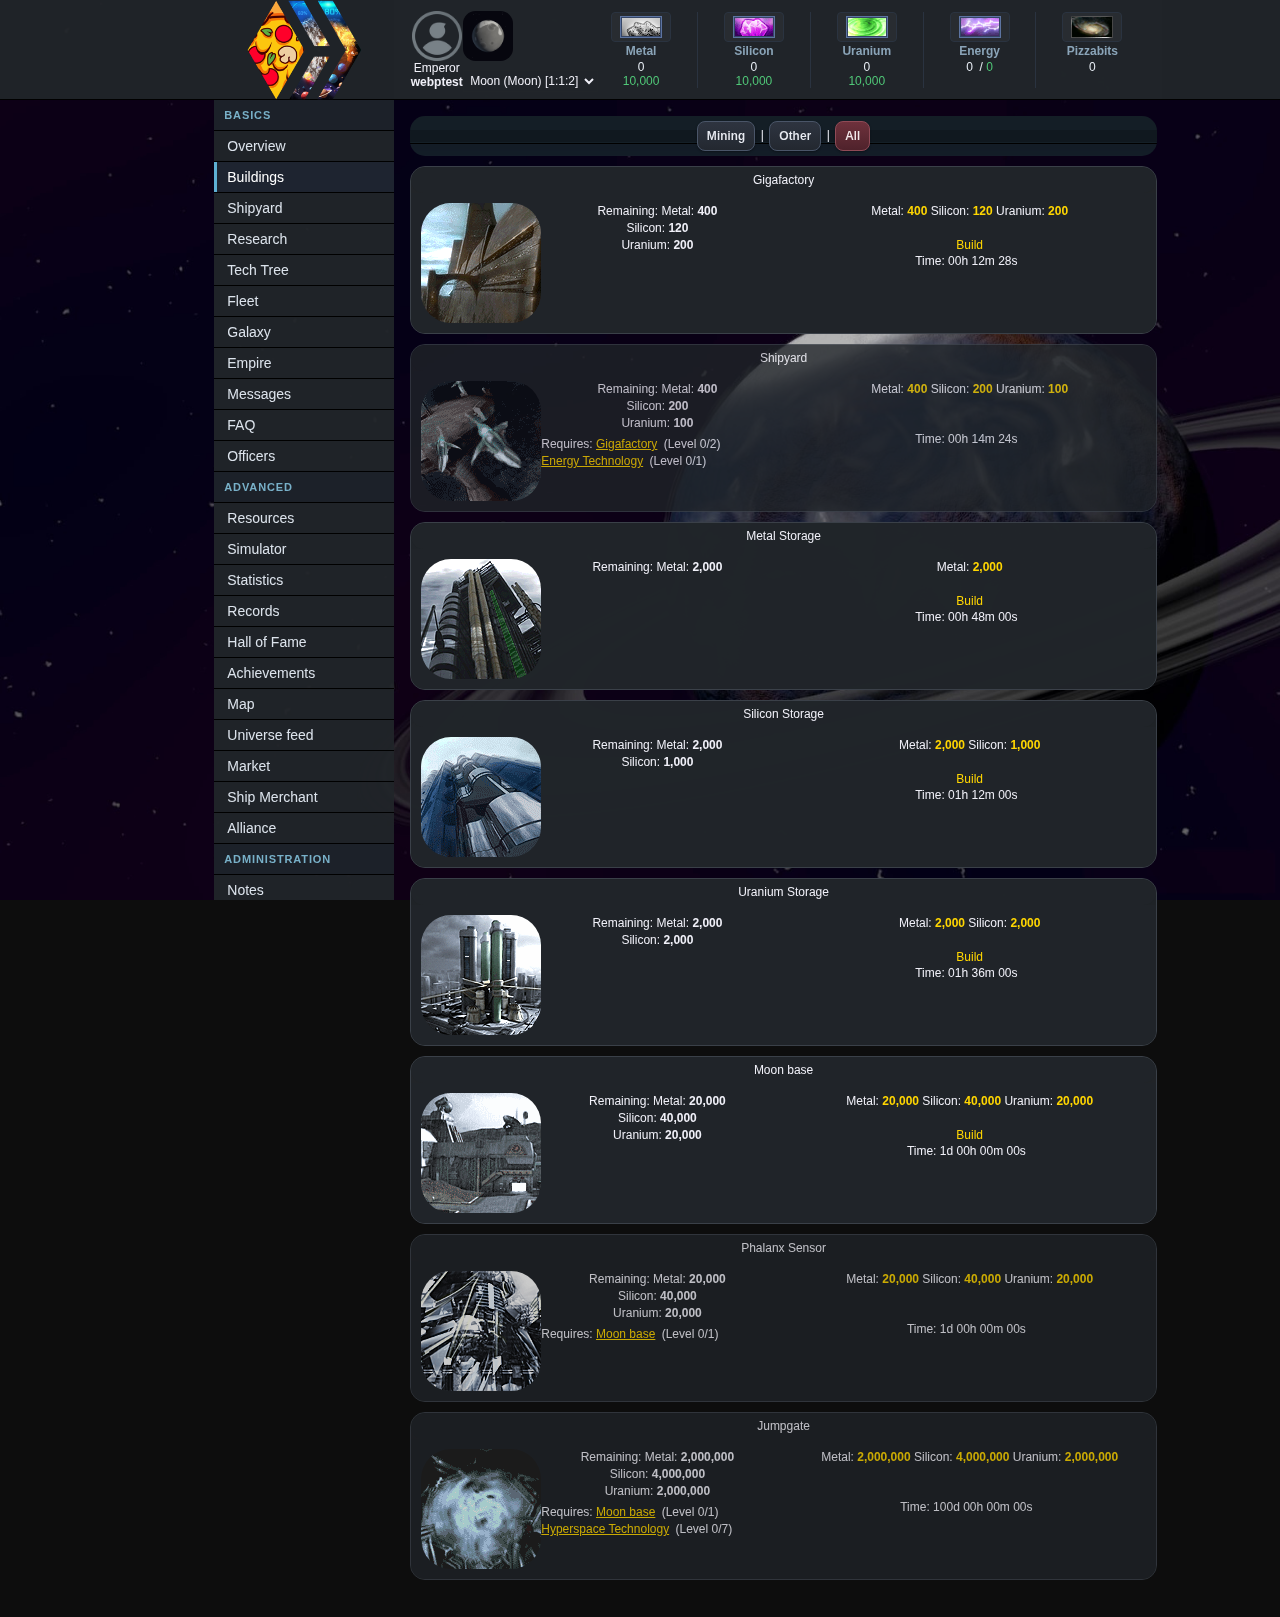 Emperor
webptest
Moon (Moon) [1:1:2]
Metal
0
10,000
Silicon
0
10,000
Uranium
0
10,000
Energy
0 / 0
Pizzabits
0
BASICS
Overview
Buildings
Shipyard
Research
Tech Tree
Fleet
Galaxy
Empire
Messages
FAQ
Officers
ADVANCED
Resources
Simulator
Statistics
Records
Hall of Fame
Achievements
Map
Universe feed
Market
Ship Merchant
Alliance
ADMINISTRATION
Notes
Mining | Other | All
Gigafactory
Remaining: Metal: 400
Silicon: 120
Uranium: 200
Metal: 400 Silicon: 120 Uranium: 200
Build
Time: 00h 12m 28s
Shipyard
Remaining: Metal: 400
Silicon: 200
Uranium: 100
Requires: Gigafactory (Level 0/2)
Energy Technology (Level 0/1)
Metal: 400 Silicon: 200 Uranium: 100
Time: 00h 14m 24s
Metal Storage
Remaining: Metal: 2,000
Metal: 2,000
Build
Time: 00h 48m 00s
Silicon Storage
Remaining: Metal: 2,000
Silicon: 1,000
Metal: 2,000 Silicon: 1,000
Build
Time: 01h 12m 00s
Uranium Storage
Remaining: Metal: 2,000
Silicon: 2,000
Metal: 2,000 Silicon: 2,000
Build
Time: 01h 36m 00s
Moon base
Remaining: Metal: 20,000
Silicon: 40,000
Uranium: 20,000
Metal: 20,000 Silicon: 40,000 Uranium: 20,000
Build
Time: 1d 00h 00m 00s
Phalanx Sensor
Remaining: Metal: 20,000
Silicon: 40,000
Uranium: 20,000
Requires: Moon base (Level 0/1)
Metal: 20,000 Silicon: 40,000 Uranium: 20,000
Time: 1d 00h 00m 00s
Jumpgate
Remaining: Metal: 2,000,000
Silicon: 4,000,000
Uranium: 2,000,000
Requires: Moon base (Level 0/1)
Hyperspace Technology (Level 0/7)
Metal: 2,000,000 Silicon: 4,000,000 Uranium: 2,000,000
Time: 100d 00h 00m 00s